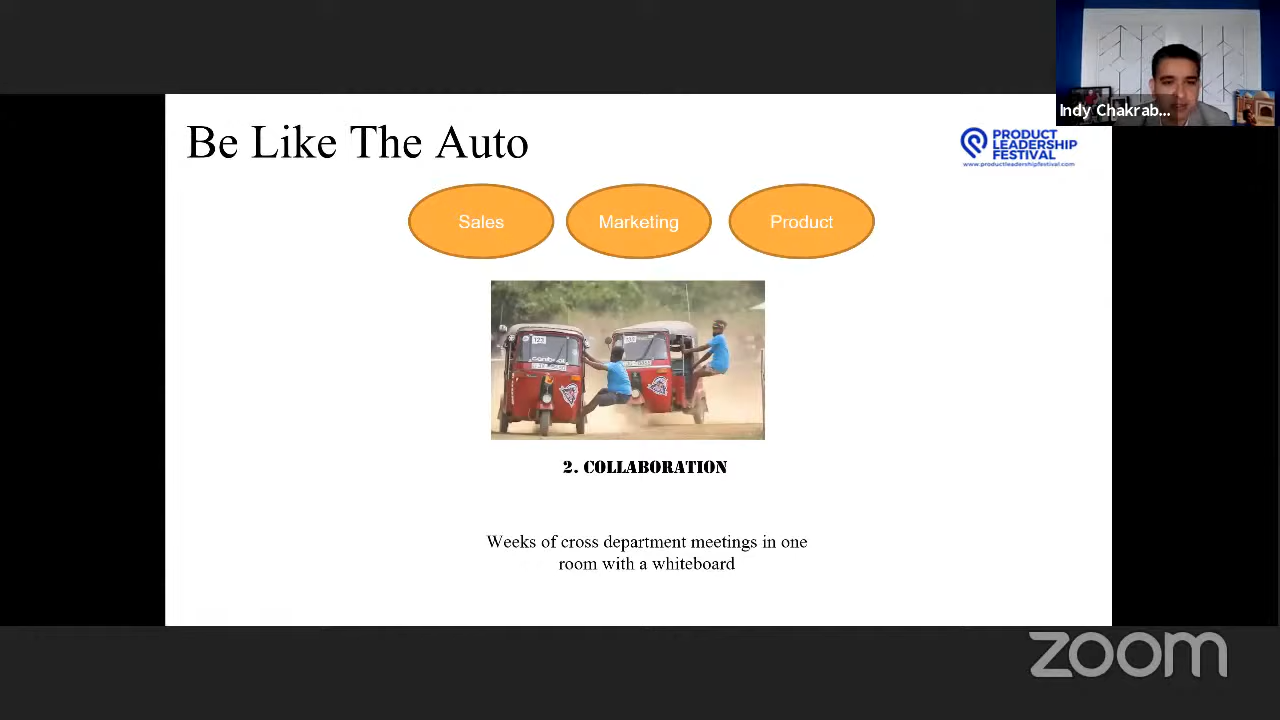 Indy Chakrab...
Be Like The Auto
PRODUCT
LEADERSHIP
FESTIVAL
www.productleadershipfestival.com
Sales
Marketing
Product
2. COLLABORATION
Weeks of cross department meetings in one
room with a whiteboard
zoom